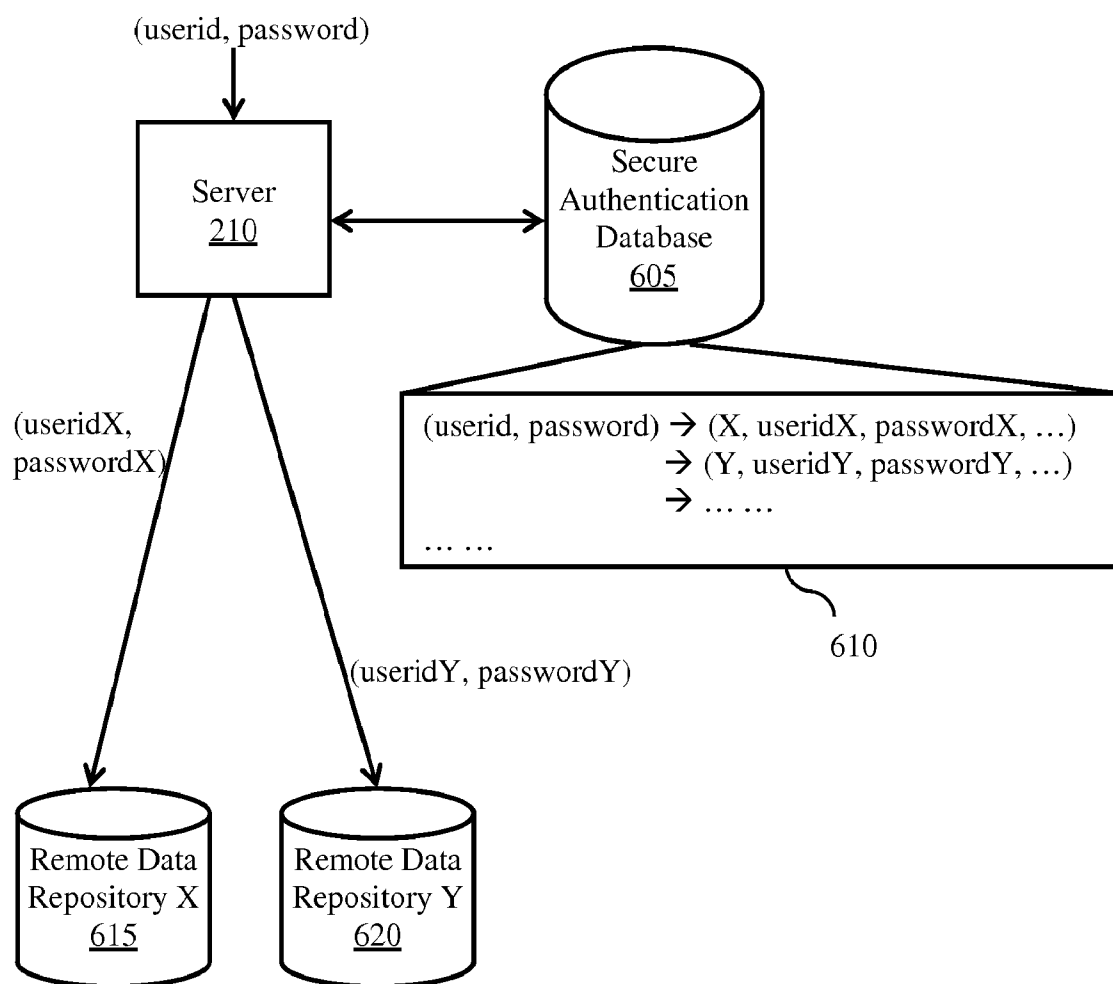 (userid, password)
Server
210
Secure
Authentication
Database
605
(useridX,
passwordX)
(userid, password) → (X, useridX, passwordX, …)
→ (Y, useridY, passwordY, …)
→ … …
… …
610
(useridY, passwordY)
Remote Data
Repository X
615
Remote Data
Repository Y
620